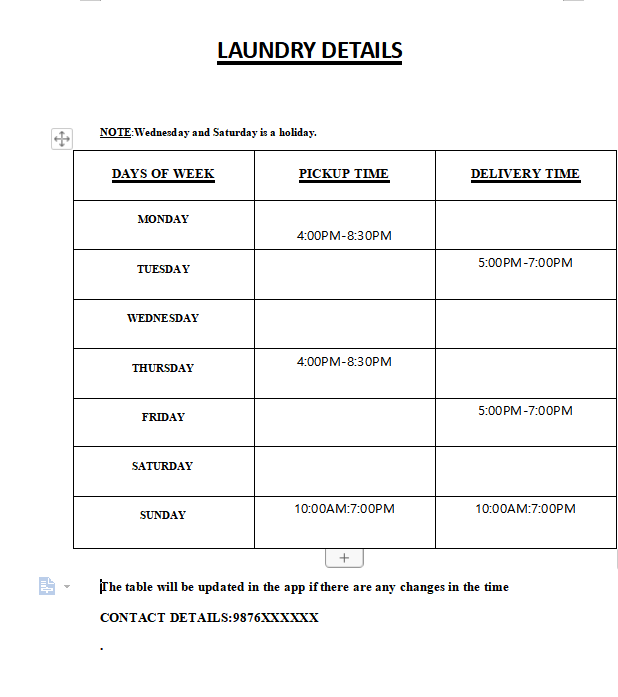 LAUNDRY DETAILS
NOTE:Wednesday and Saturday is a holiday.
DAYS OF WEEK PICKUP TIME DELIVERY TIME
MONDAY 4:00PM-8:30PM
TUESDAY 5:00PM-7:00PM
WEDNESDAY
THURSDAY 4:00PM-8:30PM
FRIDAY 5:00PM-7:00PM
SATURDAY
SUNDAY 10:00AM:7:00PM 10:00AM:7:00PM
The table will be updated in the app if there are any changes in the time
CONTACT DETAILS:9876XXXXXX
.